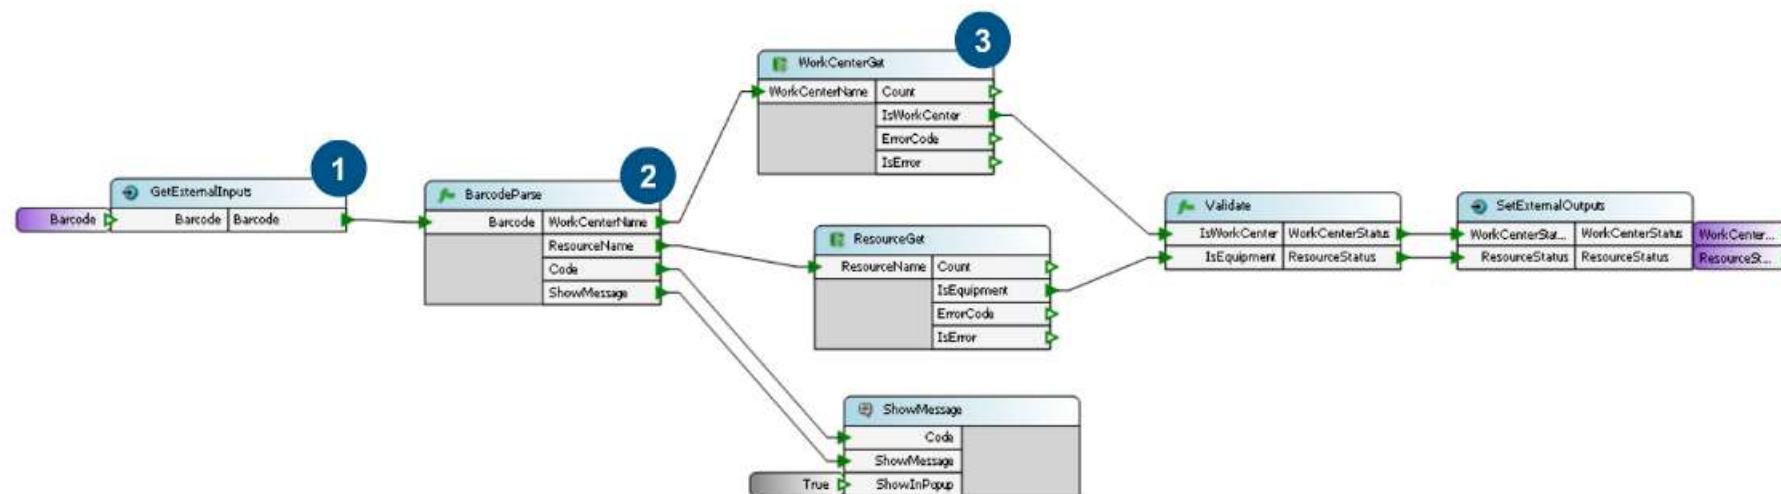 1
GetExternalInputs
Barcode
Barcode
Barcode
2
BarcodeParse
Barcode
WorkCenterName
ResourceName
Code
ShowMessage
3
WorkCenterGet
WorkCenterName
Count
IsWorkCenter
ErrorCode
IsError
ResourceGet
ResourceName
Count
IsEquipment
ErrorCode
IsError
ShowMessage
Code
ShowMessage
True
ShowInPopup
Validate
IsWorkCenter
WorkCenterStatus
IsEquipment
ResourceStatus
SetExternalOutputs
WorkCenterStat...
WorkCenterStatus
WorkCenter...
ResourceStatus
ResourceStatus
ResourceSt...